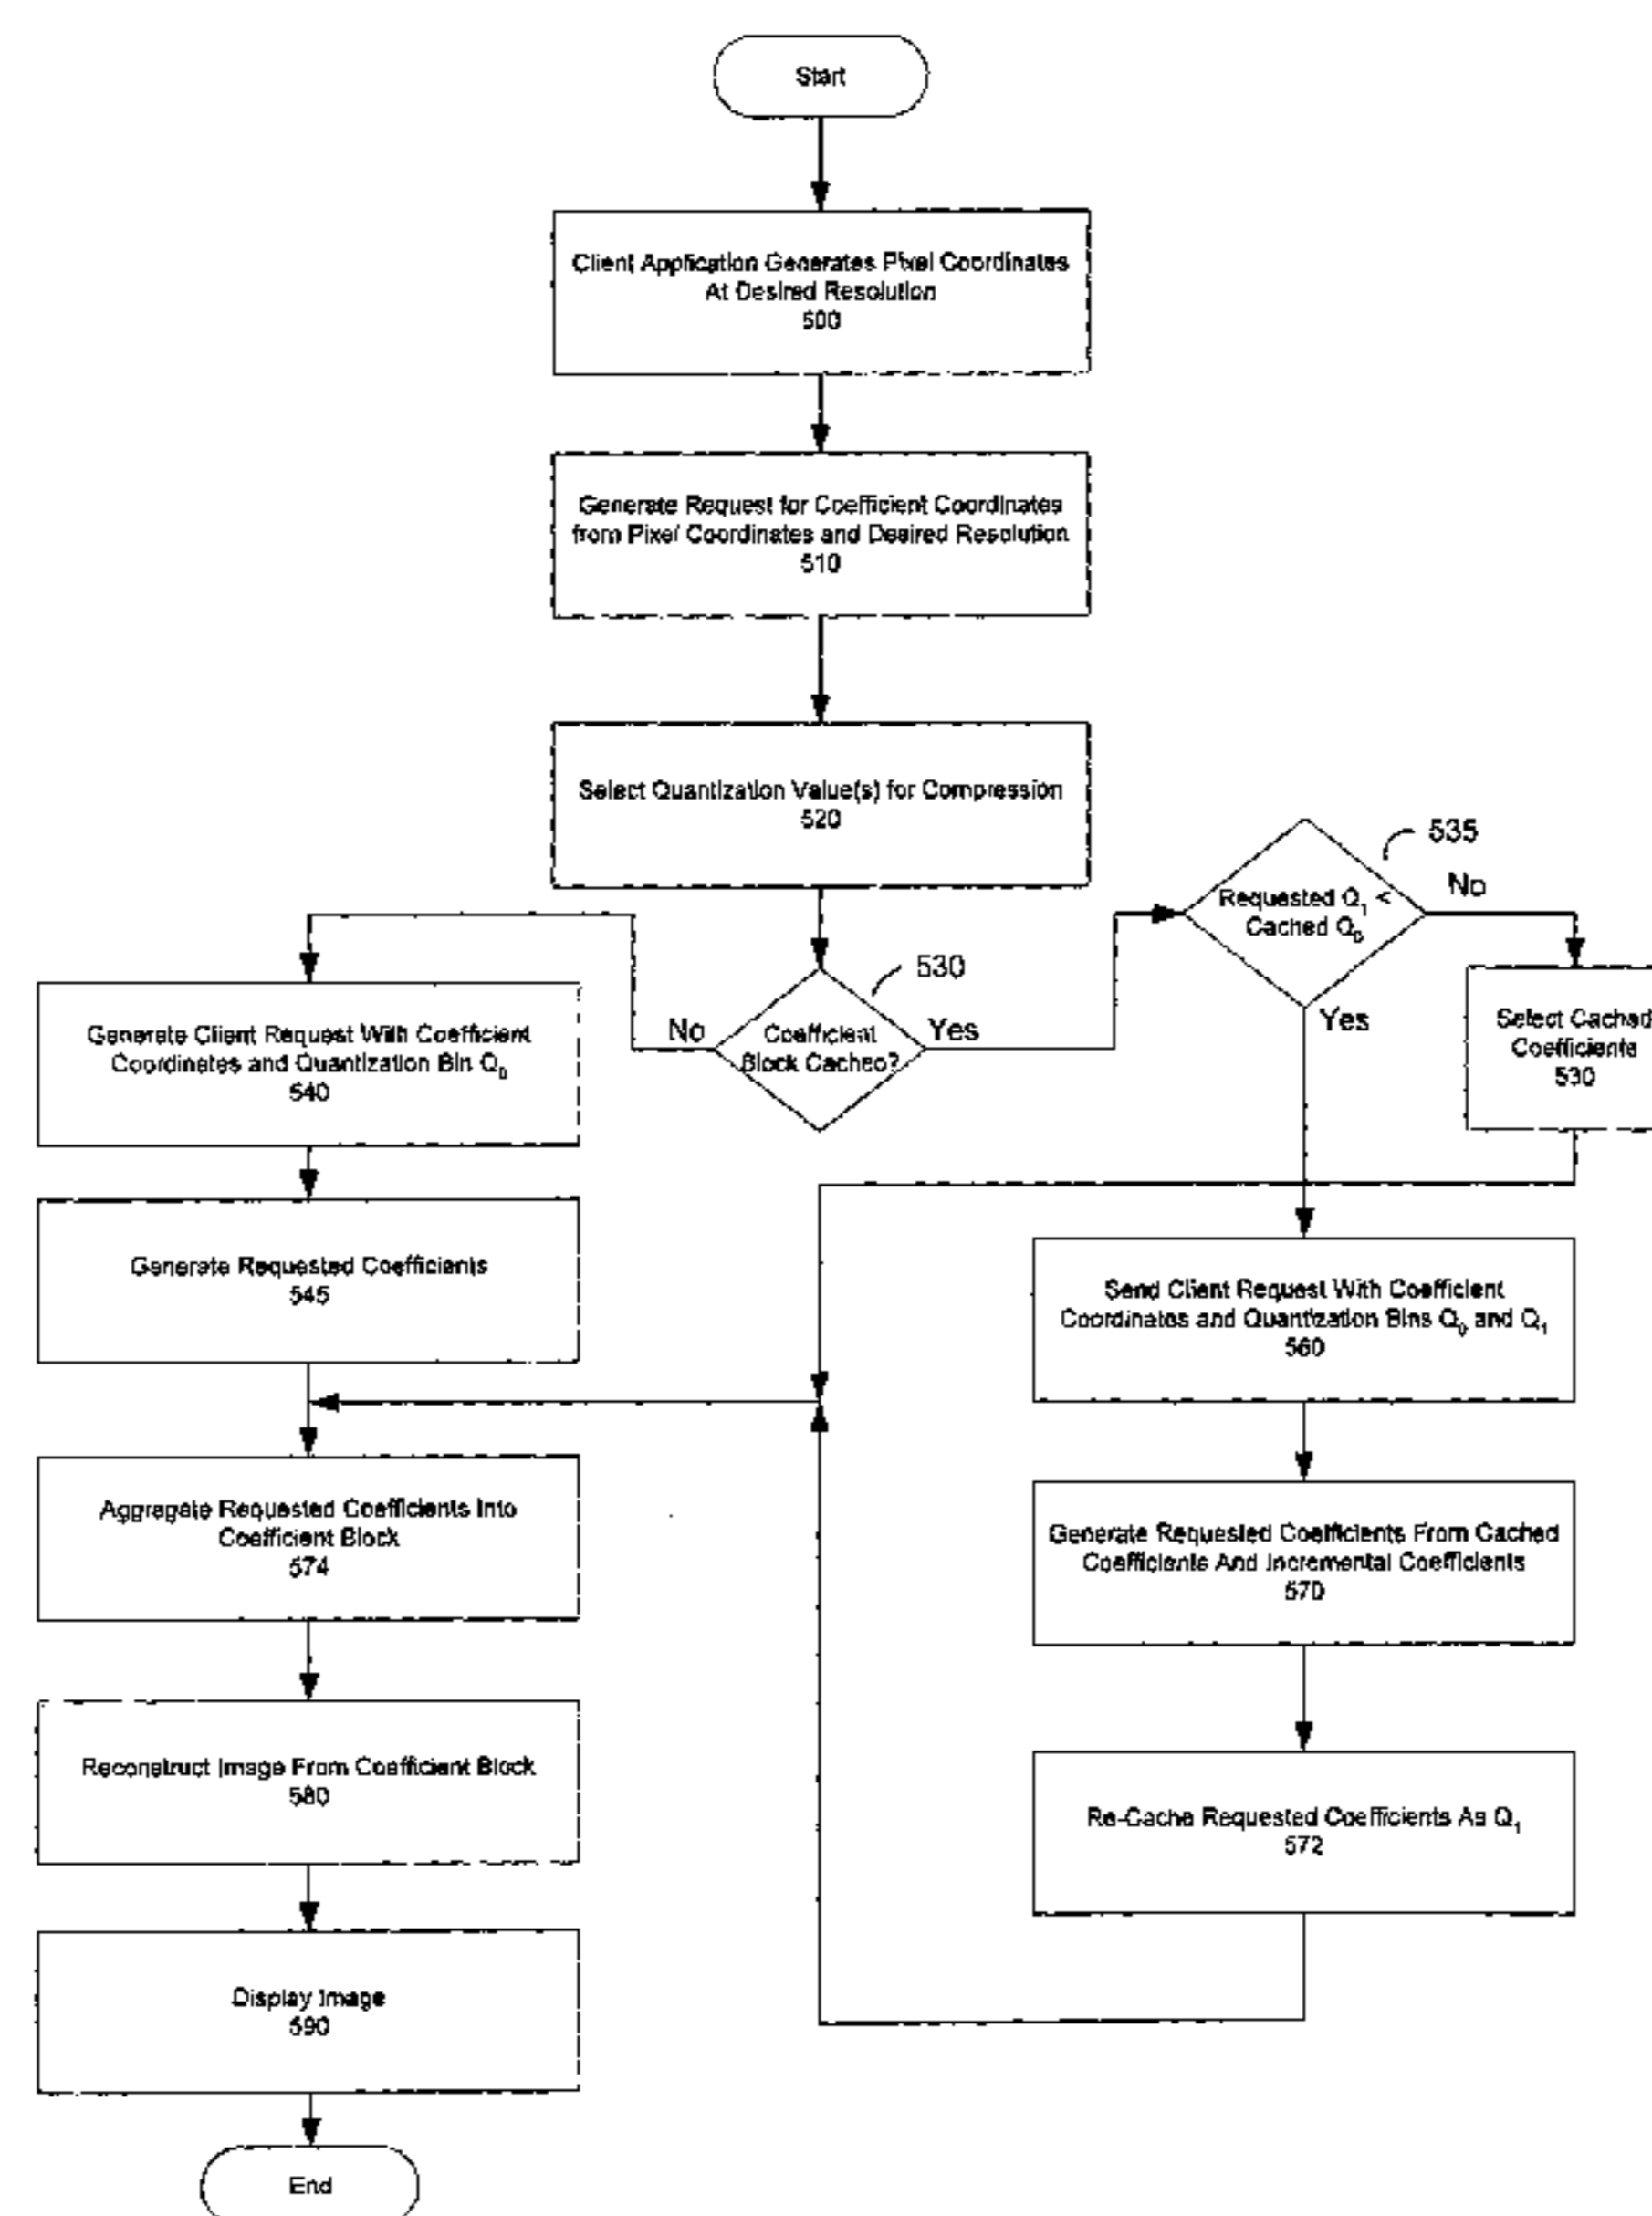 Start
Client Application Generates Pixel Coordinates
At Desired Resolution
500
Generate Request for Coefficient Coordinates
from Pixel Coordinates and Desired Resolution
510
Select Quantization Value(s) for Compression
520
535
Requested Q₁ <
Cached Q₀
No
Yes
530
Coefficient
Block Cached?
No
Yes
Select Cached
Coefficients
530
Generate Client Request With Coefficient
Coordinates and Quantization Bin Q₀
540
Generate Requested Coefficients
545
Send Client Request With Coefficient
Coordinates and Quantization Bins Q₀ and Q₁
560
Aggregate Requested Coefficients Into
Coefficient Block
574
Generate Requested Coefficients From Cached
Coefficients And Incremental Coefficients
570
Reconstruct Image From Coefficient Block
580
Re-Cache Requested Coefficients As Q₁
572
Display Image
590
End